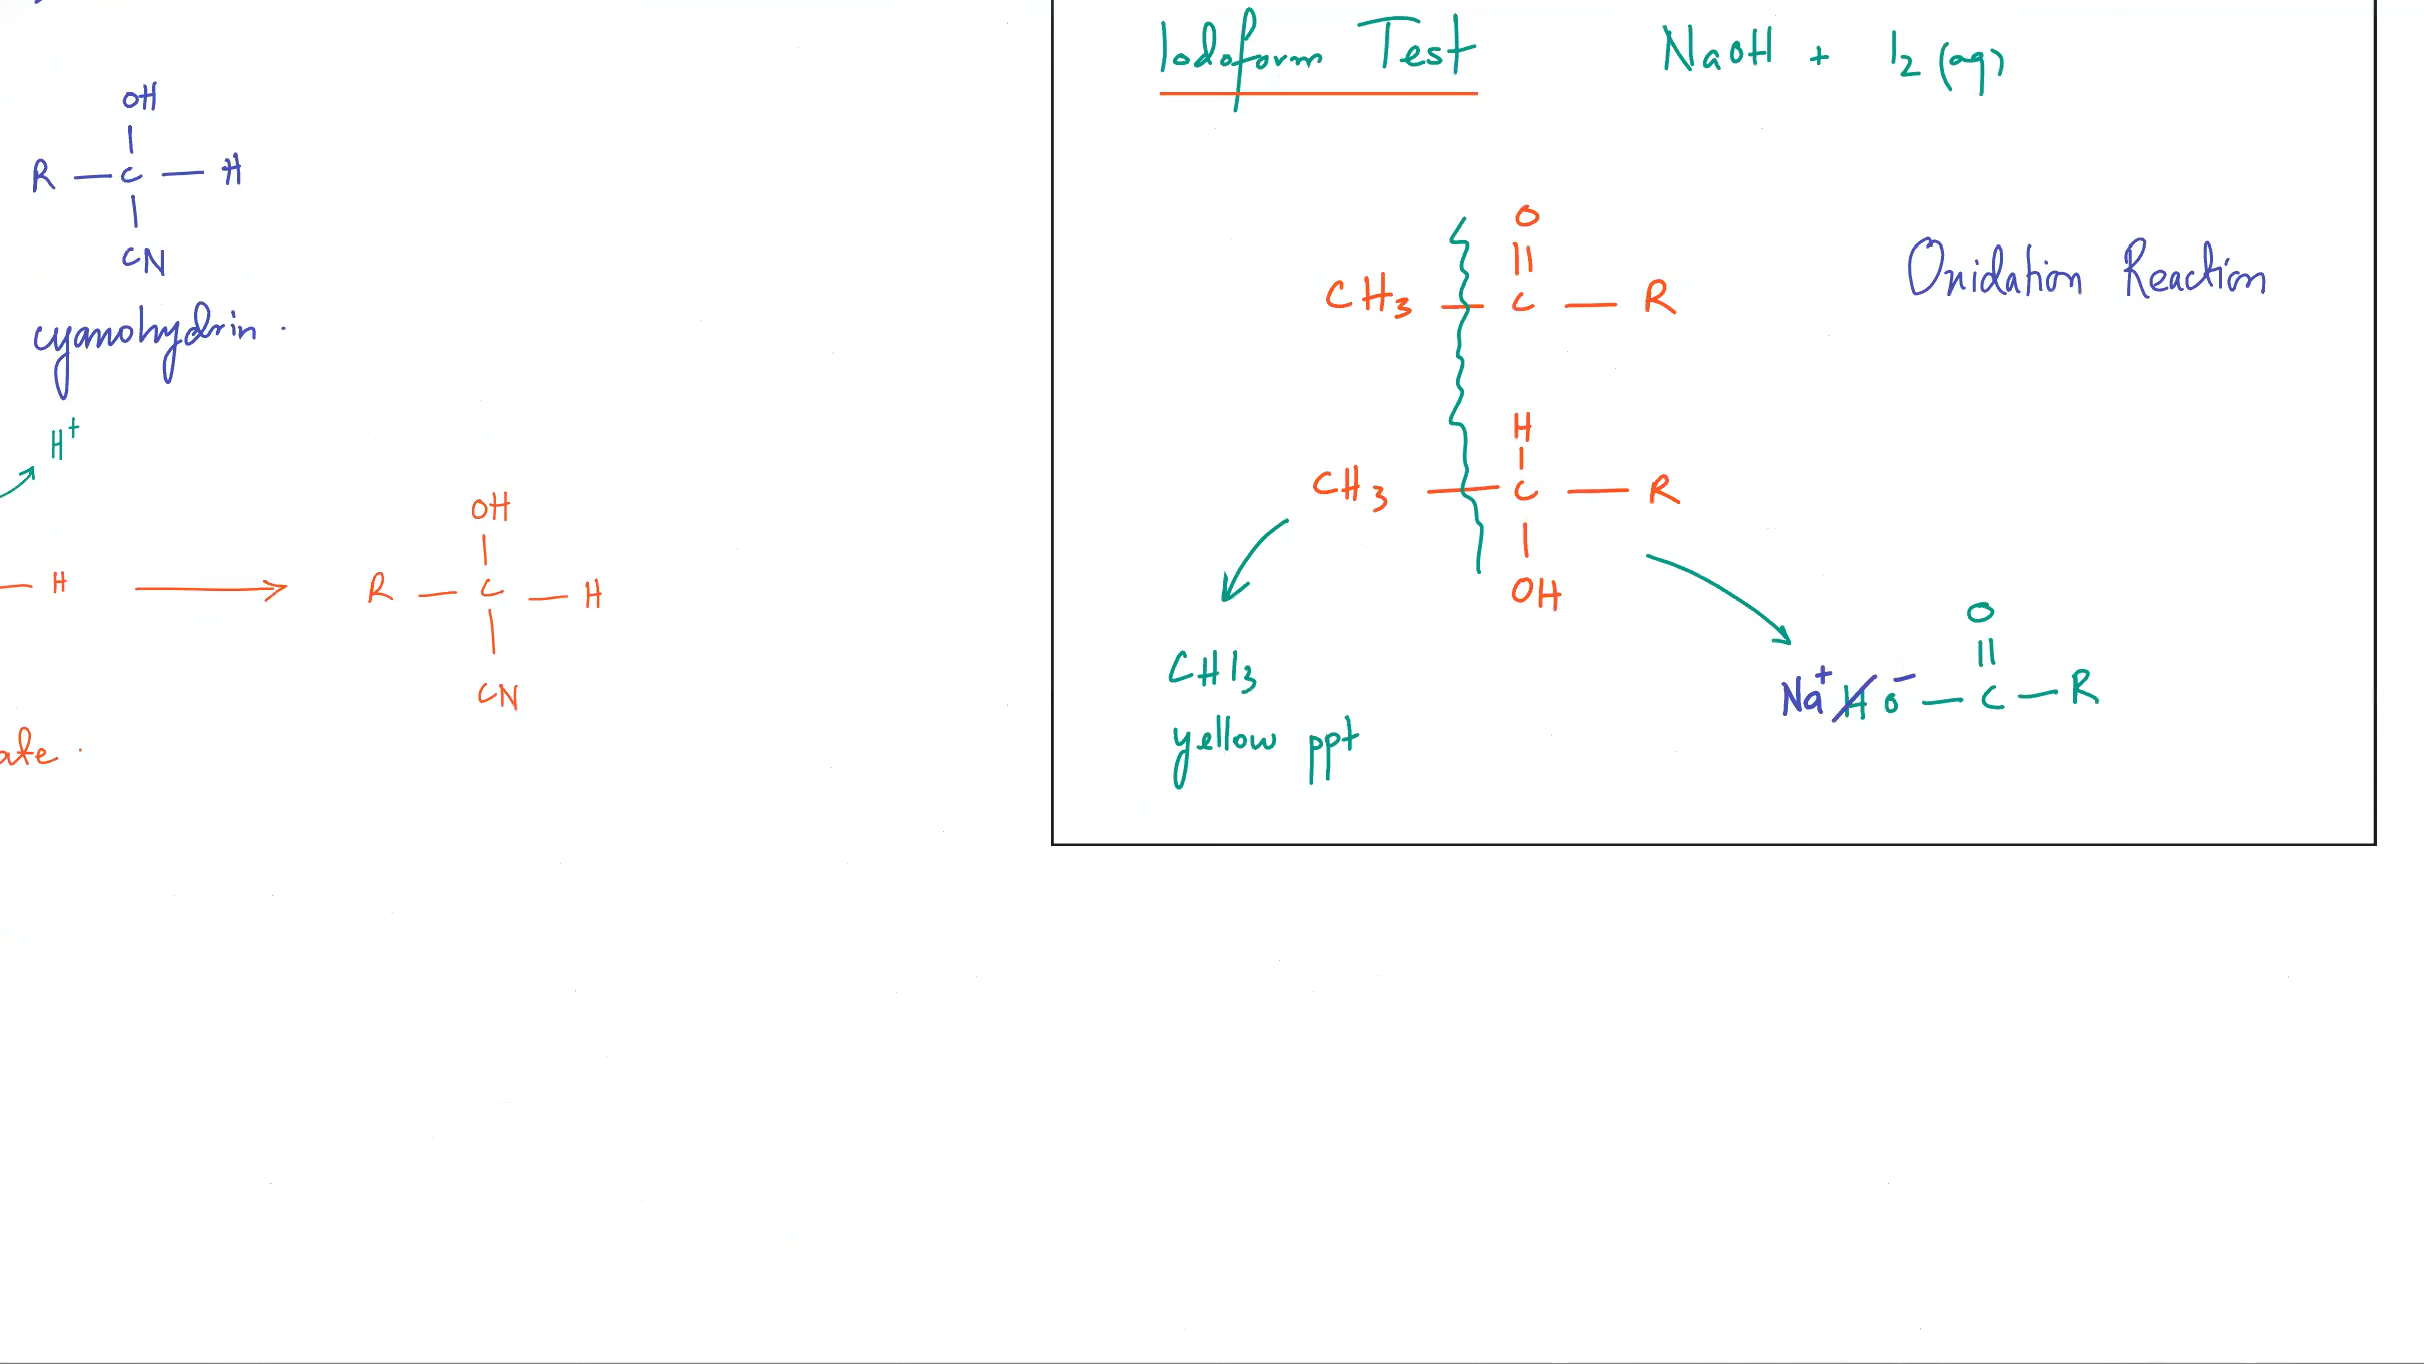 OH
|
R — C — H
|
CN
cyanohydrin.
H+
— H
OH
|
R — C — H
|
CN
ate.
Iodoform Test NaOH + I2 (aq)
O
||
CH3 — C — R
Oxidation Reaction
H
|
CH3 — C — R
|
OH
CHI3
yellow ppt
O
||
Na+ H O- — C — R